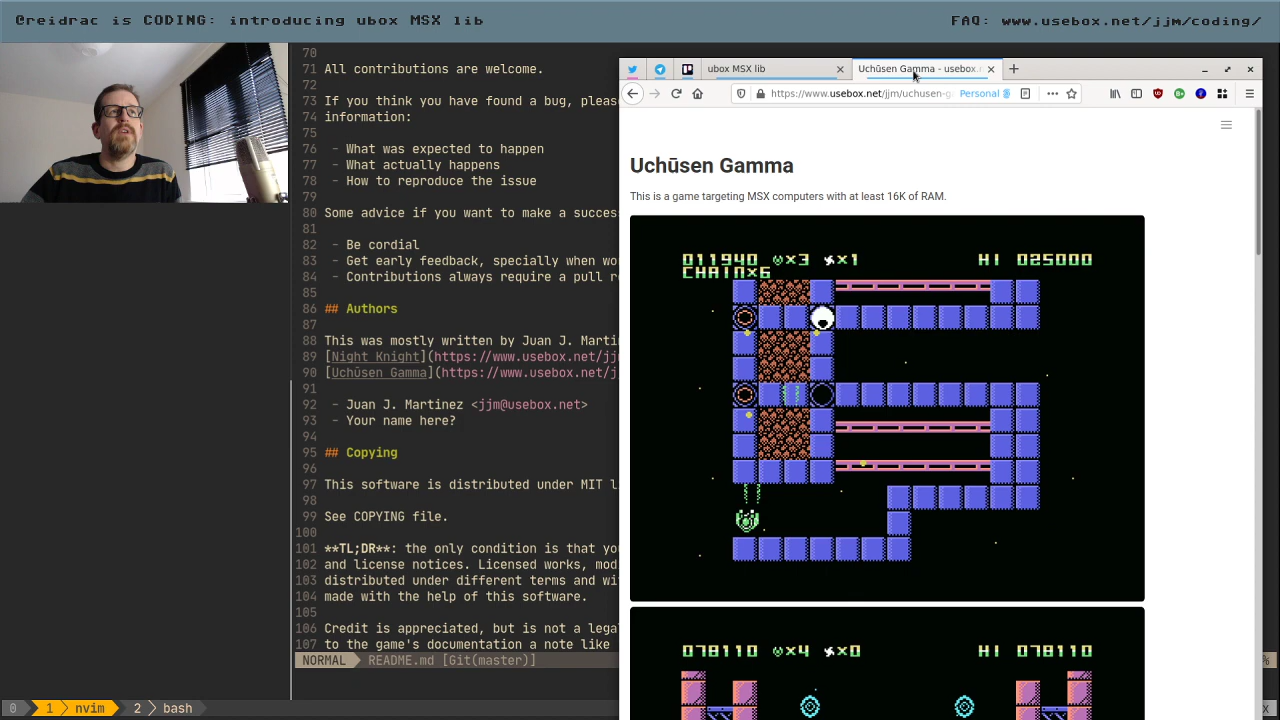 @reidrac is CODING: introducing ubox MSX lib
FAQ: www.usebox.net/jjm/coding/
70
71 All contributions are welcome.
72
73 If you think you have found a bug, pleas
74 information:
75
76 - What was expected to happen
77 - What actually happens
78 - How to reproduce the issue
79
80 Some advice if you want to make a succes
81
82 - Be cordial
83 - Get early feedback, specially when wo
84 - Contributions always require a pull r
85
86 ## Authors
87
88 This was mostly written by Juan J. Marti
89 [Night Knight](https://www.usebox.net/jj
90 [Uchūsen Gamma](https://www.usebox.net/j
91
92 - Juan J. Martinez <jjm@usebox.net>
93 - Your name here?
94
95 ## Copying
96
97 This software is distributed under MIT l
98
99 See COPYING file.
100
101 **TL;DR**: the only condition is that yo
102 and license notices. Licensed works, mod
103 distributed under different terms and wi
104 made with the help of this software.
105
106 Credit is appreciated, but is not a lega
107 to the game's documentation a note like
NORMAL README.md [Git(master)]
%
0 1 nvim 2 bash
x
ubox MSX lib
Uchūsen Gamma - usebox.
https://www.usebox.net/jjm/uchusen-g
Personal
Uchūsen Gamma
This is a game targeting MSX computers with at least 16K of RAM.
011940 ×3 ×1 HI 025000
CHAIN×6
078110 ×4 ×0 HI 078110